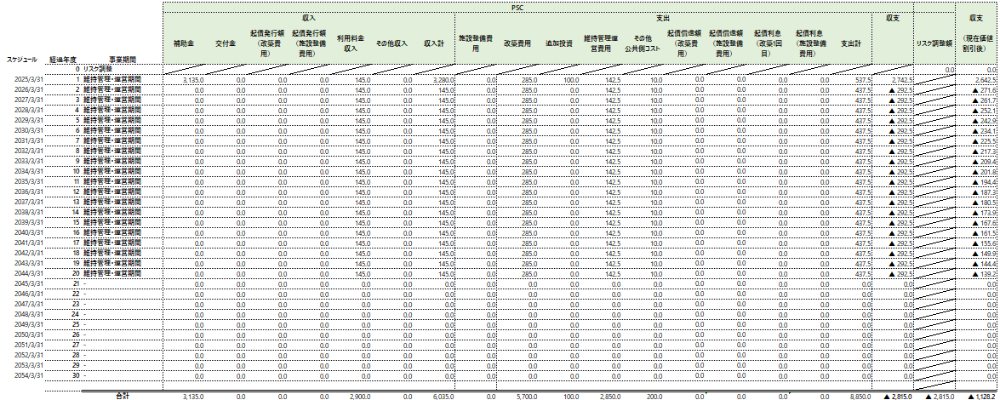 PSC
収入 支出 収支 収支
補助金 交付金 起債発行額（改築費用） 起債発行額（施設整備費用） 利用料金収入 その他収入 収入計 施設整備費用 改築費用 追加投資 維持管理運営費用 その他公共側コスト 起債償還額（改築費用） 起債償還額（施設整備費用） 起債利息（改築1回目） 起債利息（施設整備費用） 支出計 リスク調整額 （現在価値割引後）
スケジュール 経過年度 事業期間
0 リスク調整 0.0 0.0
2025/3/31 1 維持管理・運営期間 3,135.0 0.0 0.0 0.0 145.0 0.0 3,280.0 0.0 285.0 100.0 142.5 10.0 0.0 0.0 0.0 0.0 537.5 2,742.5 2,642.5
2026/3/31 2 維持管理・運営期間 0.0 0.0 0.0 0.0 145.0 0.0 145.0 0.0 285.0 0.0 142.5 10.0 0.0 0.0 0.0 0.0 437.5 ▲ 292.5 ▲ 271.6
2027/3/31 3 維持管理・運営期間 0.0 0.0 0.0 0.0 145.0 0.0 145.0 0.0 285.0 0.0 142.5 10.0 0.0 0.0 0.0 0.0 437.5 ▲ 292.5 ▲ 261.7
2028/3/31 4 維持管理・運営期間 0.0 0.0 0.0 0.0 145.0 0.0 145.0 0.0 285.0 0.0 142.5 10.0 0.0 0.0 0.0 0.0 437.5 ▲ 292.5 ▲ 252.1
2029/3/31 5 維持管理・運営期間 0.0 0.0 0.0 0.0 145.0 0.0 145.0 0.0 285.0 0.0 142.5 10.0 0.0 0.0 0.0 0.0 437.5 ▲ 292.5 ▲ 242.9
2030/3/31 6 維持管理・運営期間 0.0 0.0 0.0 0.0 145.0 0.0 145.0 0.0 285.0 0.0 142.5 10.0 0.0 0.0 0.0 0.0 437.5 ▲ 292.5 ▲ 234.1
2031/3/31 7 維持管理・運営期間 0.0 0.0 0.0 0.0 145.0 0.0 145.0 0.0 285.0 0.0 142.5 10.0 0.0 0.0 0.0 0.0 437.5 ▲ 292.5 ▲ 225.5
2032/3/31 8 維持管理・運営期間 0.0 0.0 0.0 0.0 145.0 0.0 145.0 0.0 285.0 0.0 142.5 10.0 0.0 0.0 0.0 0.0 437.5 ▲ 292.5 ▲ 217.3
2033/3/31 9 維持管理・運営期間 0.0 0.0 0.0 0.0 145.0 0.0 145.0 0.0 285.0 0.0 142.5 10.0 0.0 0.0 0.0 0.0 437.5 ▲ 292.5 ▲ 209.4
2034/3/31 10 維持管理・運営期間 0.0 0.0 0.0 0.0 145.0 0.0 145.0 0.0 285.0 0.0 142.5 10.0 0.0 0.0 0.0 0.0 437.5 ▲ 292.5 ▲ 201.8
2035/3/31 11 維持管理・運営期間 0.0 0.0 0.0 0.0 145.0 0.0 145.0 0.0 285.0 0.0 142.5 10.0 0.0 0.0 0.0 0.0 437.5 ▲ 292.5 ▲ 194.4
2036/3/31 12 維持管理・運営期間 0.0 0.0 0.0 0.0 145.0 0.0 145.0 0.0 285.0 0.0 142.5 10.0 0.0 0.0 0.0 0.0 437.5 ▲ 292.5 ▲ 187.3
2037/3/31 13 維持管理・運営期間 0.0 0.0 0.0 0.0 145.0 0.0 145.0 0.0 285.0 0.0 142.5 10.0 0.0 0.0 0.0 0.0 437.5 ▲ 292.5 ▲ 180.5
2038/3/31 14 維持管理・運営期間 0.0 0.0 0.0 0.0 145.0 0.0 145.0 0.0 285.0 0.0 142.5 10.0 0.0 0.0 0.0 0.0 437.5 ▲ 292.5 ▲ 173.9
2039/3/31 15 維持管理・運営期間 0.0 0.0 0.0 0.0 145.0 0.0 145.0 0.0 285.0 0.0 142.5 10.0 0.0 0.0 0.0 0.0 437.5 ▲ 292.5 ▲ 167.6
2040/3/31 16 維持管理・運営期間 0.0 0.0 0.0 0.0 145.0 0.0 145.0 0.0 285.0 0.0 142.5 10.0 0.0 0.0 0.0 0.0 437.5 ▲ 292.5 ▲ 161.5
2041/3/31 17 維持管理・運営期間 0.0 0.0 0.0 0.0 145.0 0.0 145.0 0.0 285.0 0.0 142.5 10.0 0.0 0.0 0.0 0.0 437.5 ▲ 292.5 ▲ 155.6
2042/3/31 18 維持管理・運営期間 0.0 0.0 0.0 0.0 145.0 0.0 145.0 0.0 285.0 0.0 142.5 10.0 0.0 0.0 0.0 0.0 437.5 ▲ 292.5 ▲ 149.9
2043/3/31 19 維持管理・運営期間 0.0 0.0 0.0 0.0 145.0 0.0 145.0 0.0 285.0 0.0 142.5 10.0 0.0 0.0 0.0 0.0 437.5 ▲ 292.5 ▲ 144.4
2044/3/31 20 維持管理・運営期間 0.0 0.0 0.0 0.0 145.0 0.0 145.0 0.0 285.0 0.0 142.5 10.0 0.0 0.0 0.0 0.0 437.5 ▲ 292.5 ▲ 139.2
2045/3/31 21 - 0.0 0.0 0.0 0.0 0.0 0.0 0.0 0.0 0.0 0.0 0.0 0.0 0.0 0.0 0.0 0.0 0.0 0.0 0.0
2046/3/31 22 - 0.0 0.0 0.0 0.0 0.0 0.0 0.0 0.0 0.0 0.0 0.0 0.0 0.0 0.0 0.0 0.0 0.0 0.0 0.0
2047/3/31 23 - 0.0 0.0 0.0 0.0 0.0 0.0 0.0 0.0 0.0 0.0 0.0 0.0 0.0 0.0 0.0 0.0 0.0 0.0 0.0
2048/3/31 24 - 0.0 0.0 0.0 0.0 0.0 0.0 0.0 0.0 0.0 0.0 0.0 0.0 0.0 0.0 0.0 0.0 0.0 0.0 0.0
2049/3/31 25 - 0.0 0.0 0.0 0.0 0.0 0.0 0.0 0.0 0.0 0.0 0.0 0.0 0.0 0.0 0.0 0.0 0.0 0.0 0.0
2050/3/31 26 - 0.0 0.0 0.0 0.0 0.0 0.0 0.0 0.0 0.0 0.0 0.0 0.0 0.0 0.0 0.0 0.0 0.0 0.0 0.0
2051/3/31 27 - 0.0 0.0 0.0 0.0 0.0 0.0 0.0 0.0 0.0 0.0 0.0 0.0 0.0 0.0 0.0 0.0 0.0 0.0 0.0
2052/3/31 28 - 0.0 0.0 0.0 0.0 0.0 0.0 0.0 0.0 0.0 0.0 0.0 0.0 0.0 0.0 0.0 0.0 0.0 0.0 0.0
2053/3/31 29 - 0.0 0.0 0.0 0.0 0.0 0.0 0.0 0.0 0.0 0.0 0.0 0.0 0.0 0.0 0.0 0.0 0.0 0.0 0.0
2054/3/31 30 - 0.0 0.0 0.0 0.0 0.0 0.0 0.0 0.0 0.0 0.0 0.0 0.0 0.0 0.0 0.0 0.0 0.0 0.0 0.0
合計 3,135.0 0.0 0.0 0.0 2,900.0 0.0 6,035.0 0.0 5,700.0 100.0 2,850.0 200.0 0.0 0.0 0.0 0.0 8,850.0 ▲ 2,815.0 ▲ 2,815.0 ▲ 1,128.2